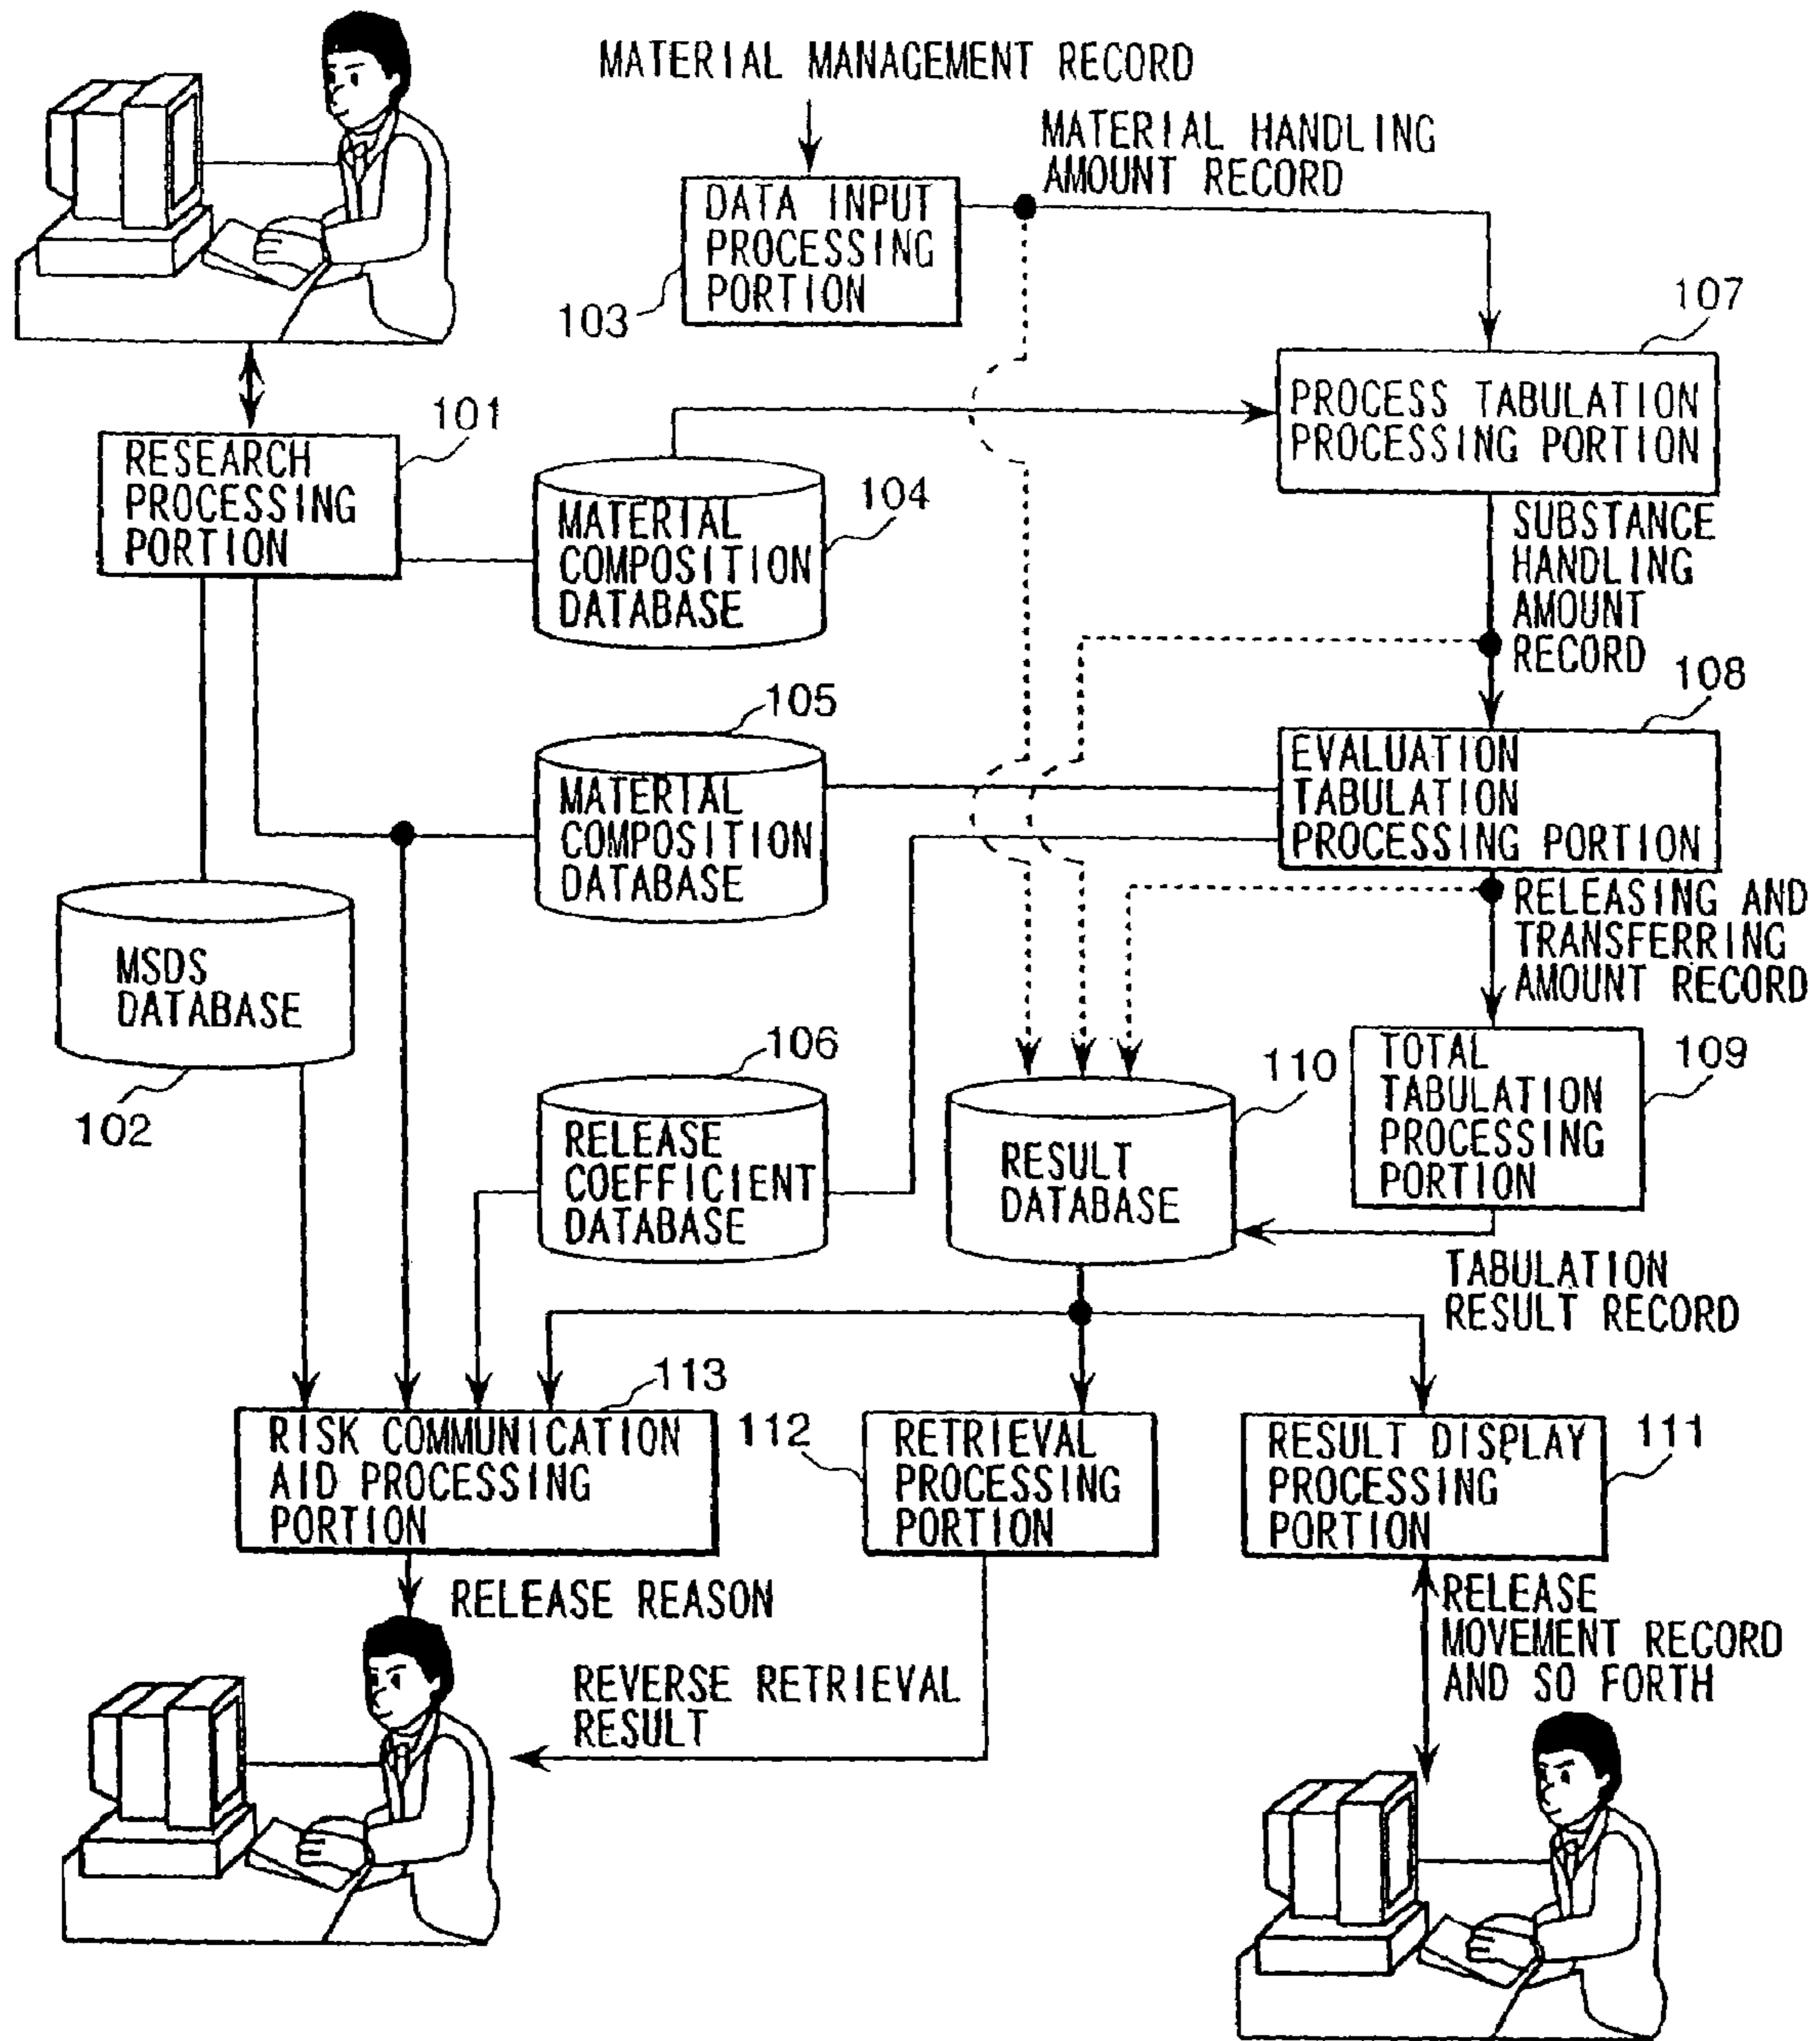 MATERIAL MANAGEMENT RECORD
MATERIAL HANDLING
AMOUNT RECORD
DATA INPUT
PROCESSING
PORTION
103
107
PROCESS TABULATION
PROCESSING PORTION
101
RESEARCH
PROCESSING
PORTION
104
MATERIAL
COMPOSITION
DATABASE
SUBSTANCE
HANDLING
AMOUNT
RECORD
108
105
MATERIAL
COMPOSITION
DATABASE
EVALUATION
TABULATION
PROCESSING PORTION
RELEASING AND
TRANSFERRING
AMOUNT RECORD
MSDS
DATABASE
102
106
RELEASE
COEFFICIENT
DATABASE
110
RESULT
DATABASE
TOTAL
TABULATION
PROCESSING
PORTION
109
TABULATION
RESULT RECORD
113
RISK COMMUNICATION
AID PROCESSING
PORTION
112
RETRIEVAL
PROCESSING
PORTION
RESULT DISPLAY
PROCESSING
PORTION
111
RELEASE REASON
REVERSE RETRIEVAL
RESULT
RELEASE
MOVEMENT RECORD
AND SO FORTH